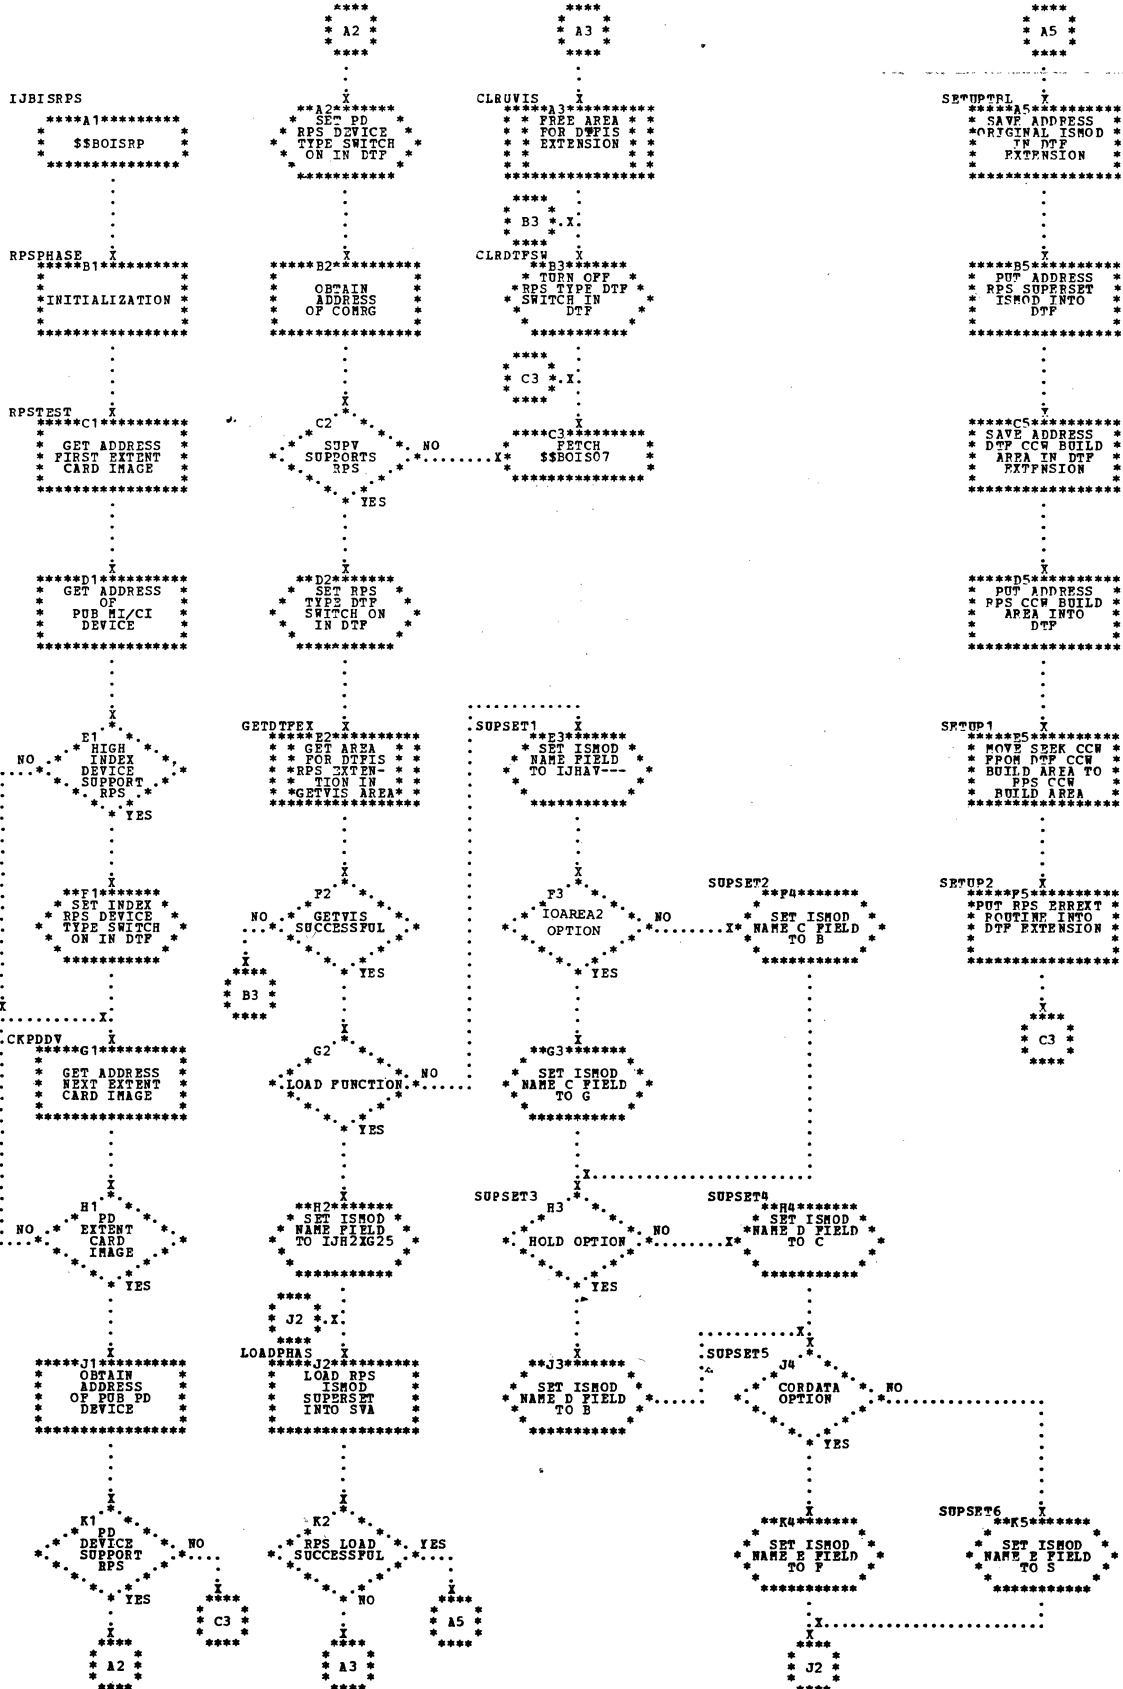 A2
A3
A5
IJBISRPS
A1
$$BOISRP
A2
SET PD
RPS DEVICE
TYPE SWITCH
ON IN DTF
CLRUVIS
A3
FREE AREA
FOR DTFIS
EXTENSION
SETUPTBL
A5
SAVE ADDRESS
ORIGINAL ISMOD
IN DTF
EXTENSION
B3
RPSPHASE
B1
INITIALIZATION
B2
OBTAIN
ADDRESS
OF COMRG
CLRDTFSW
B3
TURN OFF
RPS TYPE DTF
SWITCH IN
DTF
B5
PUT ADDRESS
RPS SUPERSET
ISMOD INTO
DTF
C3
RPSTEST
C1
GET ADDRESS
FIRST EXTENT
CARD IMAGE
C2
SUPV
SUPPORTS
RPS
NO
YES
C3
FETCH
$$BOIS07
C5
SAVE ADDRESS
DTF CCW BUILD
AREA IN DTF
EXTENSION
D1
GET ADDRESS
OF
PUB MI/CI
DEVICE
D2
SET RPS
TYPE DTF
SWITCH ON
IN DTF
D5
PUT ADDRESS
RPS CCW BUILD
AREA INTO
DTF
E1
HIGH
INDEX
DEVICE
SUPPORT
RPS
NO
YES
GETDTFEX
E2
GET AREA
FOR DTFIS
RPS EXTEN-
TION IN
GETVIS AREA
SUPSET1
E3
SET ISMOD
NAME FIELD
TO IJHAV---
SETUP1
E5
MOVE SEEK CCW
FROM DTF CCW
BUILD AREA TO
RPS CCW
BUILD AREA
F1
SET INDEX
RPS DEVICE
TYPE SWITCH
ON IN DTF
F2
GETVIS
SUCCESSFUL
NO
YES
B3
F3
IOAREA2
OPTION
NO
YES
SUPSET2
F4
SET ISMOD
NAME C FIELD
TO B
SETUP2
F5
PUT RPS ERREXT
ROUTINE INTO
DTF EXTENSION
C3
CKPDDV
G1
GET ADDRESS
NEXT EXTENT
CARD IMAGE
G2
LOAD FUNCTION
NO
YES
G3
SET ISMOD
NAME C FIELD
TO G
H1
PD
EXTENT
CARD
IMAGE
NO
YES
H2
SET ISMOD
NAME FIELD
TO IJH2XG25
SUPSET3
H3
HOLD OPTION
NO
YES
SUPSET4
H4
SET ISMOD
NAME D FIELD
TO C
J2
J1
OBTAIN
ADDRESS
OF PUB PD
DEVICE
LOADPHAS
J2
LOAD RPS
ISMOD
SUPERSET
INTO SVA
J3
SET ISMOD
NAME D FIELD
TO B
SUPSET5
J4
CORDATA
OPTION
NO
YES
K1
PD
DEVICE
SUPPORT
RPS
NO
YES
C3
A2
K2
RPS LOAD
SUCCESSFUL
YES
NO
A5
A3
K4
SET ISMOD
NAME E FIELD
TO F
SUPSET6
K5
SET ISMOD
NAME E FIELD
TO S
J2